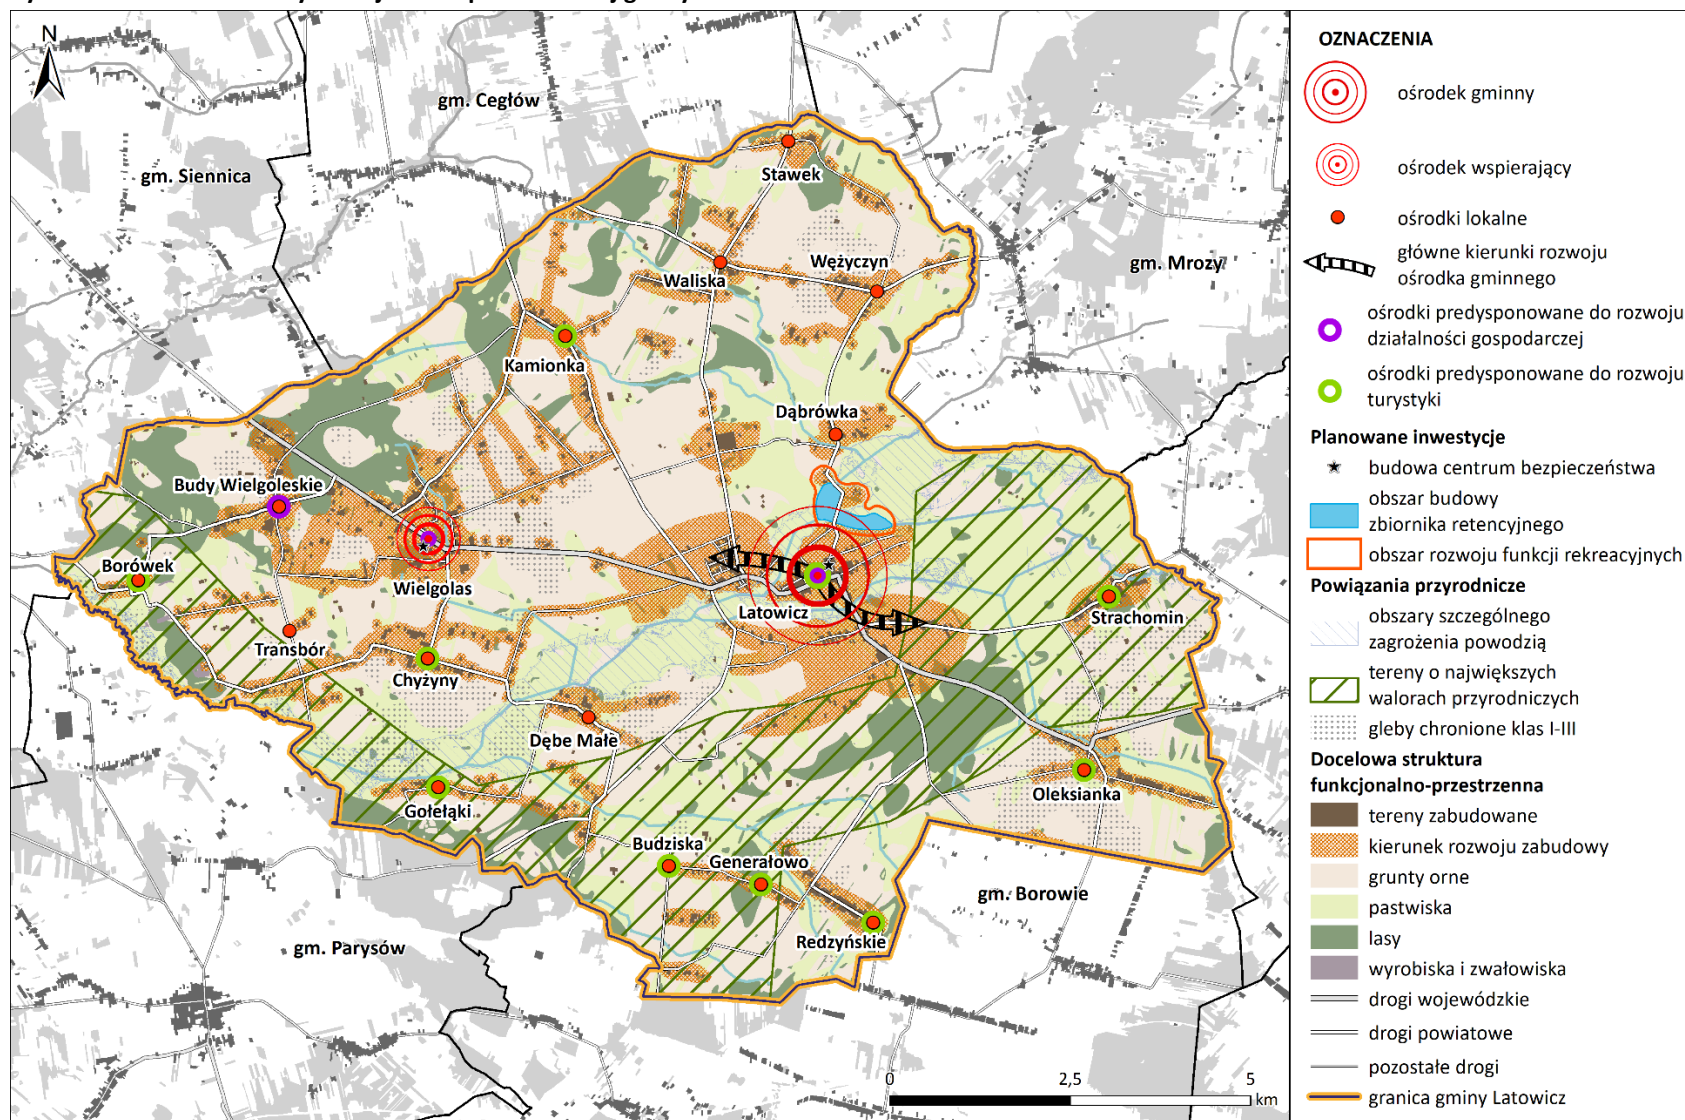 N
gm. Cegłów
gm. Siennica
Stawek
Wężyczyn
gm. Mrozy
Waliska
Kamionka
Dąbrówka
Budy Wielgoleskie
Borówek
Wielgolas
Latowicz
Strachomin
Transbór
Chyżyny
Dębe Małe
Oleksianka
Gołełąki
Budziska
Generałowo
gm. Borowie
Redzyńskie
gm. Parysów
0 2,5 5
km
OZNACZENIA
ośrodek gminny
ośrodek wspierający
ośrodki lokalne
główne kierunki rozwoju
ośrodka gminnego
ośrodki predysponowane do rozwoju
działalności gospodarczej
ośrodki predysponowane do rozwoju
turystyki
Planowane inwestycje
budowa centrum bezpieczeństwa
obszar budowy
zbiornika retencyjnego
obszar rozwoju funkcji rekreacyjnych
Powiązania przyrodnicze
obszary szczególnego
zagrożenia powodzią
tereny o największych
walorach przyrodniczych
gleby chronione klas I-III
Docelowa struktura
funkcjonalno-przestrzenna
tereny zabudowane
kierunek rozwoju zabudowy
grunty orne
pastwiska
lasy
wyrobiska i zwałowiska
drogi wojewódzkie
drogi powiatowe
pozostałe drogi
granica gminy Latowicz